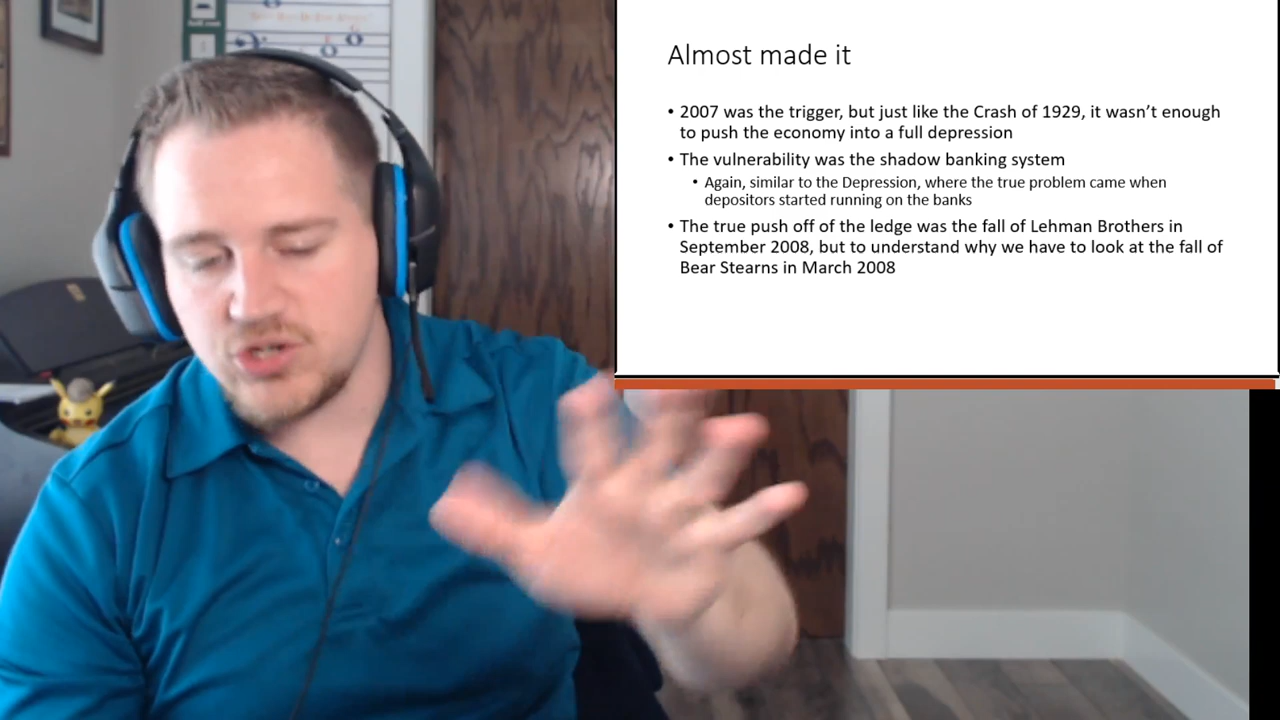 Almost made it
• 2007 was the trigger, but just like the Crash of 1929, it wasn't enough
to push the economy into a full depression
• The vulnerability was the shadow banking system
• Again, similar to the Depression, where the true problem came when
depositors started running on the banks
• The true push off of the ledge was the fall of Lehman Brothers in
September 2008, but to understand why we have to look at the fall of
Bear Stearns in March 2008